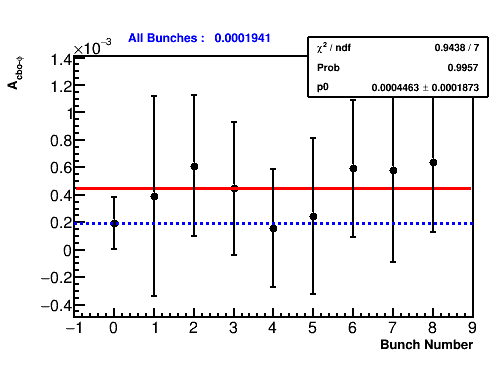 All Bunches : 0.0001941
×10⁻³
χ² / ndf 0.9438 / 7
Prob 0.9957
p0 0.0004463 ± 0.0001873
A_cbo-φ
1.4
1.2
1
0.8
0.6
0.4
0.2
0
−0.2
−0.4
−1 0 1 2 3 4 5 6 7 8 9
Bunch Number